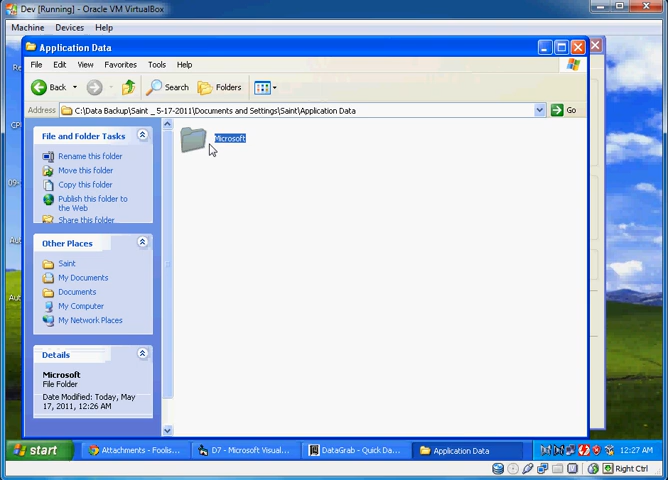 Dev [Running] - Oracle VM VirtualBox
Machine Devices Help
Application Data
File Edit View Favorites Tools Help
Back Search Folders
Address C:\Data Backup\Saint _ 5-17-2011\Documents and Settings\Saint\Application Data Go
File and Folder Tasks
Rename this folder
Move this folder
Copy this folder
Publish this folder to
the Web
Share this folder
Other Places
Saint
My Documents
Documents
My Computer
My Network Places
Details
Microsoft
File Folder
Date Modified: Today, May
17, 2011, 12:26 AM
Microsoft
start Attachments - Foolis... D7 - Microsoft Visual... DataGrab - Quick Da... Application Data 12:27 AM
Right Ctrl